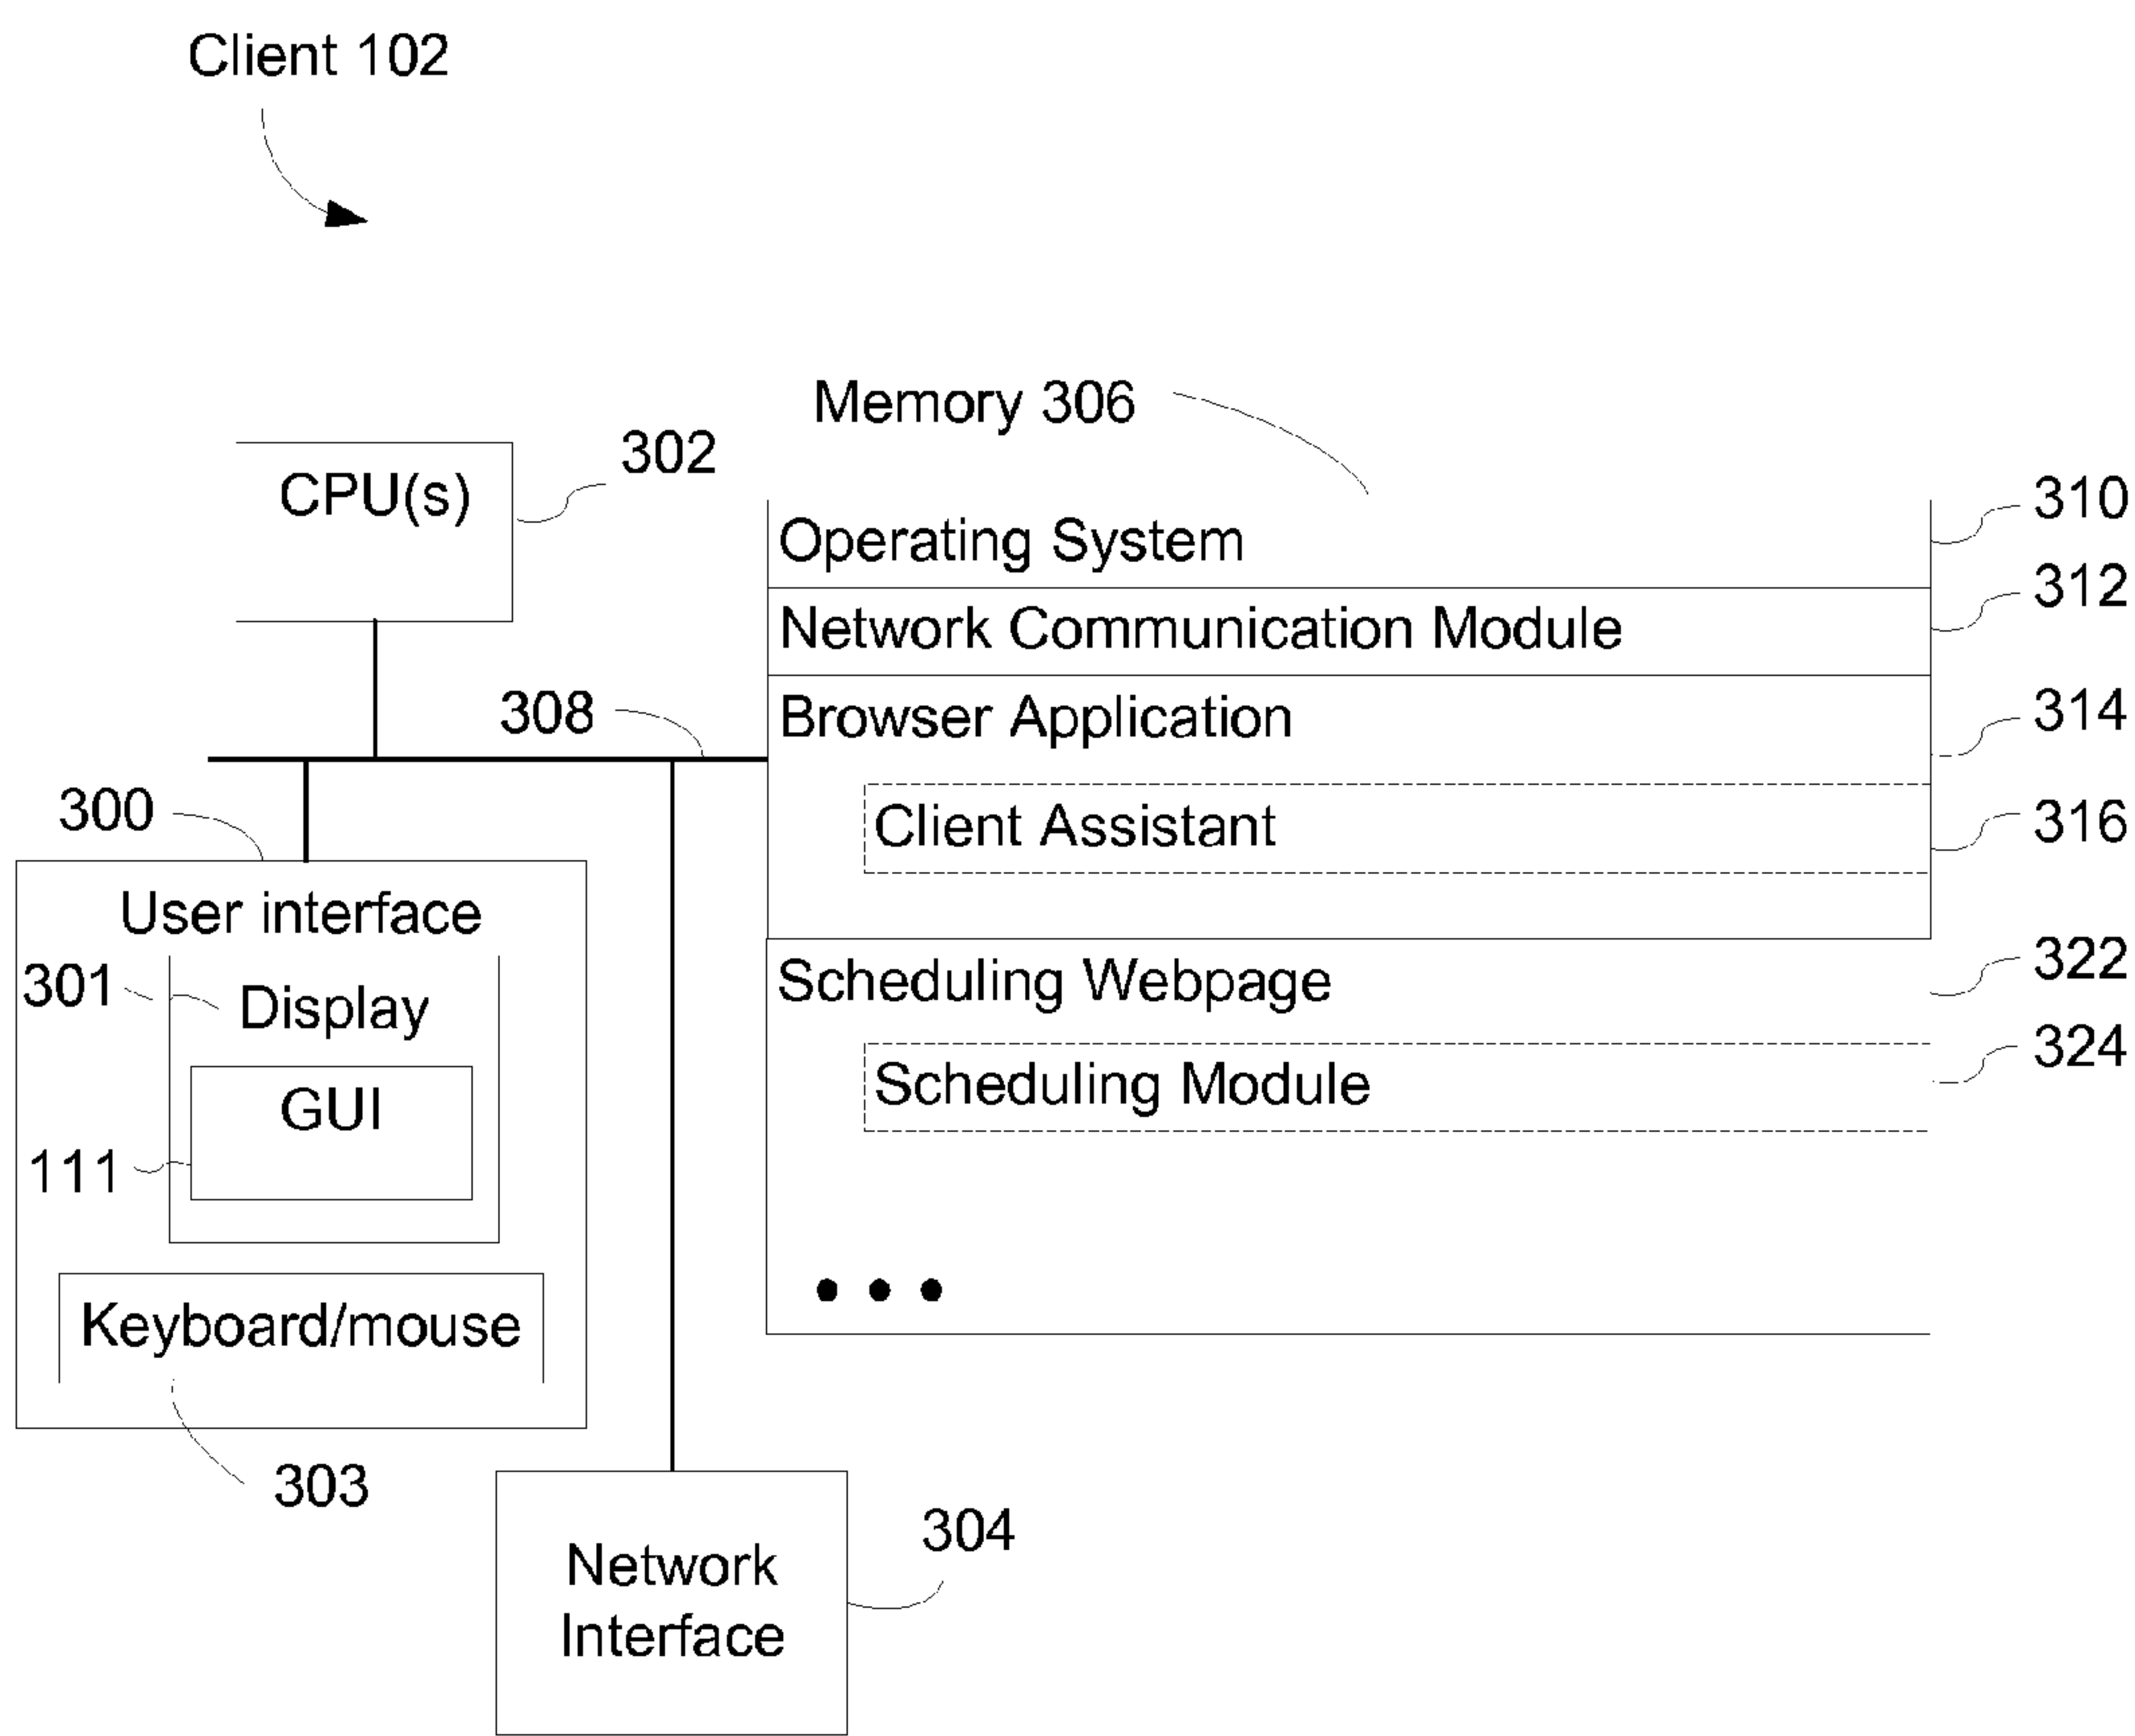 Client 102
Memory 306
CPU(s)
302
Operating System
310
Network Communication Module
312
308
Browser Application
314
300
Client Assistant
316
User interface
301
Display
Scheduling Webpage
322
GUI
Scheduling Module
324
111
• • •
Keyboard/mouse
303
Network
Interface
304